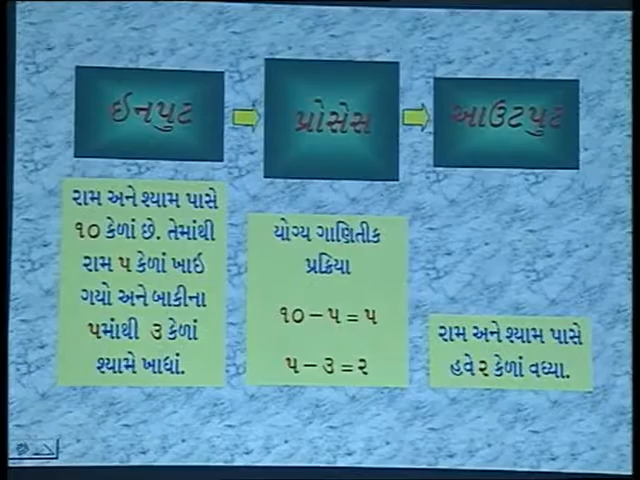 ઈનપુટ
પ્રોસેસ
આઉટપુટ
રામ અને શ્યામ પાસે
૧૦ કેળાં છે. તેમાંથી
રામ ૫ કેળાં ખાઇ
ગયો અને બાકીના
૫માંથી ૩ કેળાં
શ્યામે ખાધાં.
યોગ્ય ગાણિતીક
પ્રક્રિયા
૧૦ – ૫ = ૫
૫ – ૩ = ૨
રામ અને શ્યામ પાસે
હવે ૨ કેળાં વધ્યા.